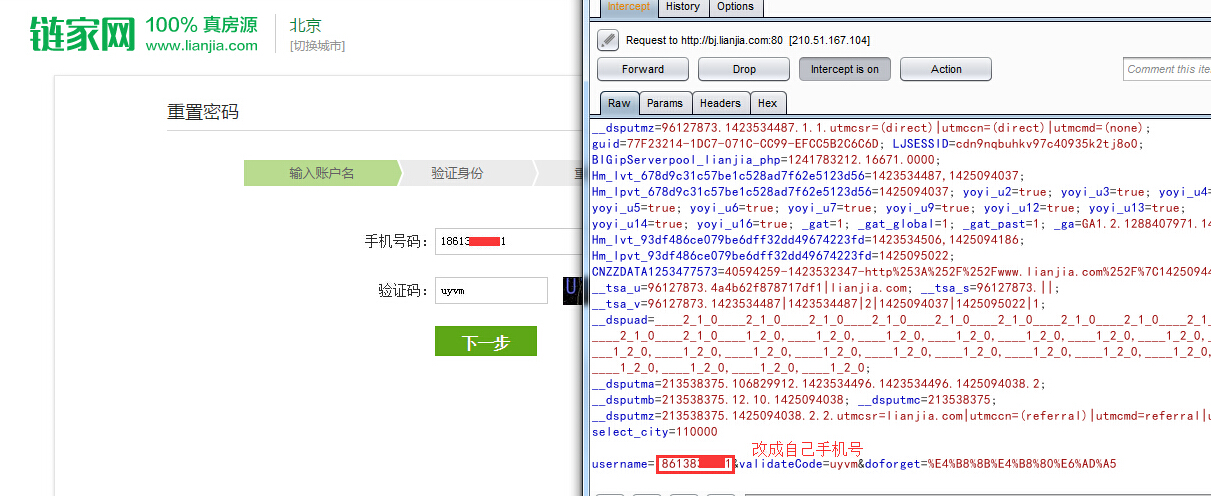 链家网 100% 真房源
www.lianjia.com
北京
[切换城市]
重置密码
输入账户名
验证身份
重
手机号码：
18613 1
验证码：
uyvm
U
下一步
Intercept
History
Options
Request to http://bj.lianjia.com:80 [210.51.167.104]
Forward
Drop
Intercept is on
Action
Comment this ite
Raw
Params
Headers
Hex
__dsputmz=96127873.1423534487.1.1.utmcsr=(direct)|utmccn=(direct)|utmcmd=(none);
guid=77F23214-1DC7-071C-CC99-EFCC5B2C6C6D; LJSESSID=cdn9nqbuhkv97c40935k2tj8o0;
BIGipServerpool_lianjia_php=1241783212.16671.0000;
Hm_lvt_678d9c31c57be1c528ad7f62e5123d56=1423534487,1425094037;
Hm_lpvt_678d9c31c57be1c528ad7f62e5123d56=1425094037; yoyi_u2=true; yoyi_u3=true; yoyi_u4=
yoyi_u5=true; yoyi_u6=true; yoyi_u7=true; yoyi_u9=true; yoyi_u12=true; yoyi_u13=true;
yoyi_u14=true; yoyi_u16=true; _gat=1; _gat_global=1; _gat_past=1; _ga=GA1.2.1288407971.14
Hm_lvt_93df486ce079be6dff32dd49674223fd=1423534506,1425094186;
Hm_lpvt_93df486ce079be6dff32dd49674223fd=1425095022;
CNZZDATA1253477573=40594259-1423532347-http%253A%252F%252Fwww.lianjia.com%252F%7C14250944
__tsa_u=96127873.4a4b62f878717df1|lianjia.com; __tsa_s=96127873.||;
__tsa_v=96127873.1423534487|1423534487|2|1425094037|1425095022|1;
__dspuad=____2_1_0____2_1_0____2_1_0____2_1_0____2_1_0____2_1_0____2_1_0____2_1_0____2_1_
____2_1_0____2_1_0____1_2_0,____1_2_0,____1_2_0,____1_2_0,____1_2_0,____1_2_0,____1_2_0,
____1_2_0,____1_2_0,____1_2_0,____1_2_0,____1_2_0,____1_2_0,____1_2_0,____1_2_0,
____1_2_0,____1_2_0,____1_2_0,____1_2_0;
__dsputma=213538375.106829912.1423534496.1423534496.1425094038.2;
__dsputmb=213538375.12.10.1425094038; __dsputmc=213538375;
__dsputmz=213538375.1425094038.2.2.utmcsr=lianjia.com|utmccn=(referral)|utmcmd=referral|u
select_city=110000
改成自己手机号
username= 86138 1&validateCode=uyvm&doforget=%E4%B8%8B%E4%B8%80%E6%AD%A5